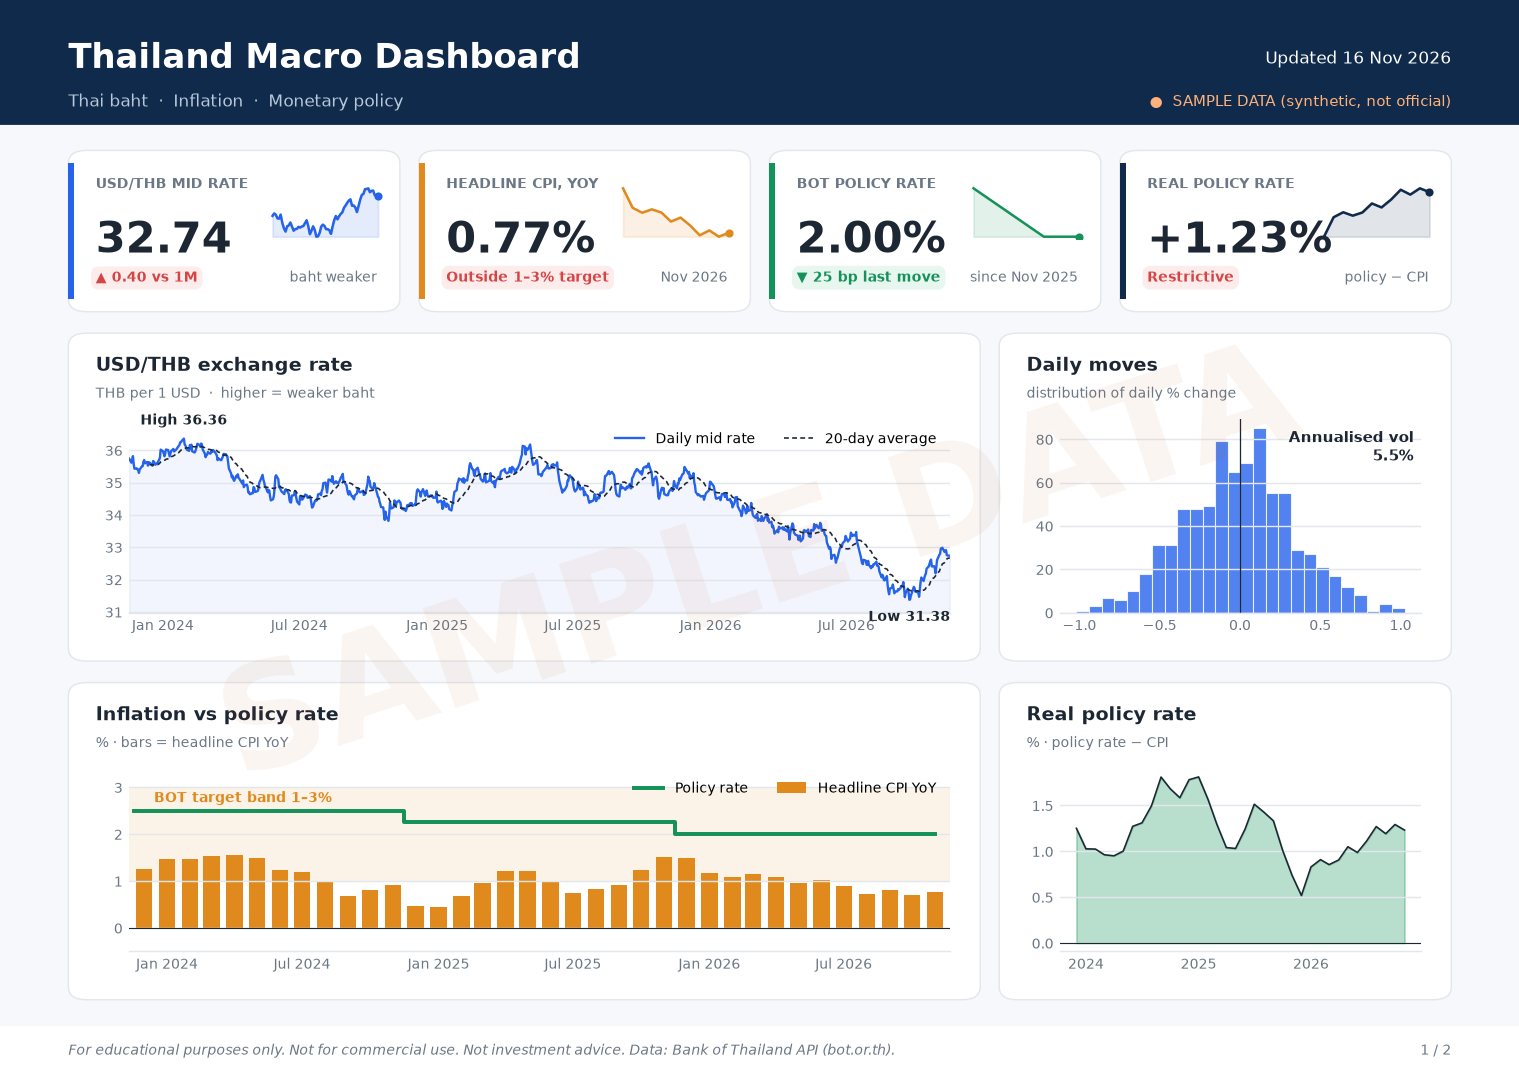 Thailand Macro Dashboard
Updated 16 Nov 2026
Thai baht · Inflation · Monetary policy
● SAMPLE DATA (synthetic, not official)
USD/THB MID RATE
32.74
▲ 0.40 vs 1M
baht weaker
HEADLINE CPI, YOY
0.77%
Outside 1–3% target
Nov 2026
BOT POLICY RATE
2.00%
▼ 25 bp last move
since Nov 2025
REAL POLICY RATE
+1.23%
Restrictive
policy − CPI
USD/THB exchange rate
THB per 1 USD · higher = weaker baht
High 36.36
Daily mid rate
20-day average
36
35
34
33
32
31
Low 31.38
Jan 2024
Jul 2024
Jan 2025
Jul 2025
Jan 2026
Jul 2026
Daily moves
distribution of daily % change
Annualised vol
5.5%
80
60
40
20
0
−1.0
−0.5
0.0
0.5
1.0
SAMPLE DATA
Inflation vs policy rate
% · bars = headline CPI YoY
Policy rate
Headline CPI YoY
BOT target band 1–3%
3
2
1
0
Jan 2024
Jul 2024
Jan 2025
Jul 2025
Jan 2026
Jul 2026
Real policy rate
% · policy rate − CPI
1.5
1.0
0.5
0.0
2024
2025
2026
For educational purposes only. Not for commercial use. Not investment advice. Data: Bank of Thailand API (bot.or.th).
1 / 2